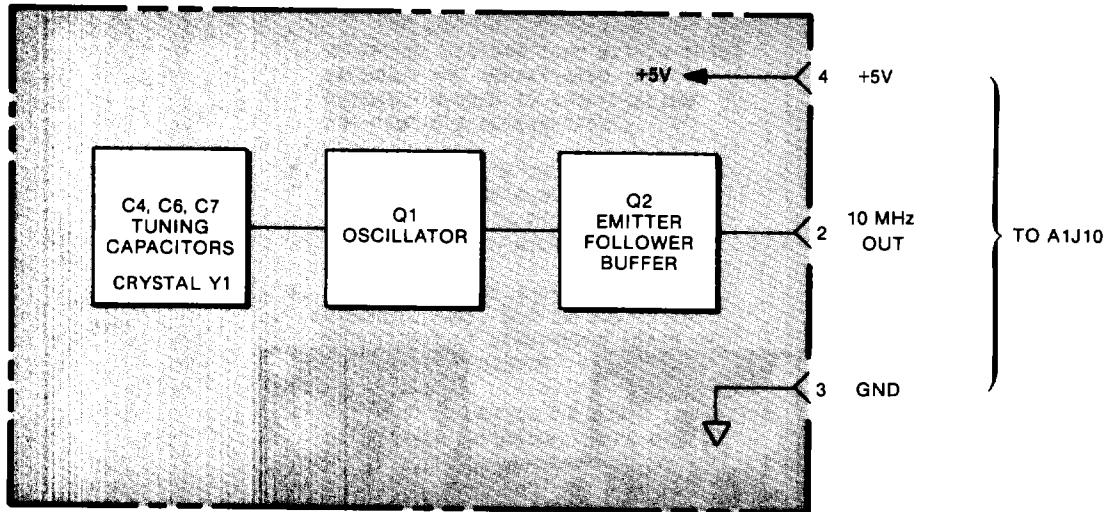 +5V
4 +5V
C4, C6, C7
TUNING
CAPACITORS
CRYSTAL Y1
Q1
OSCILLATOR
Q2
EMITTER
FOLLOWER
BUFFER
2 10 MHz
OUT
TO A1J10
3 GND